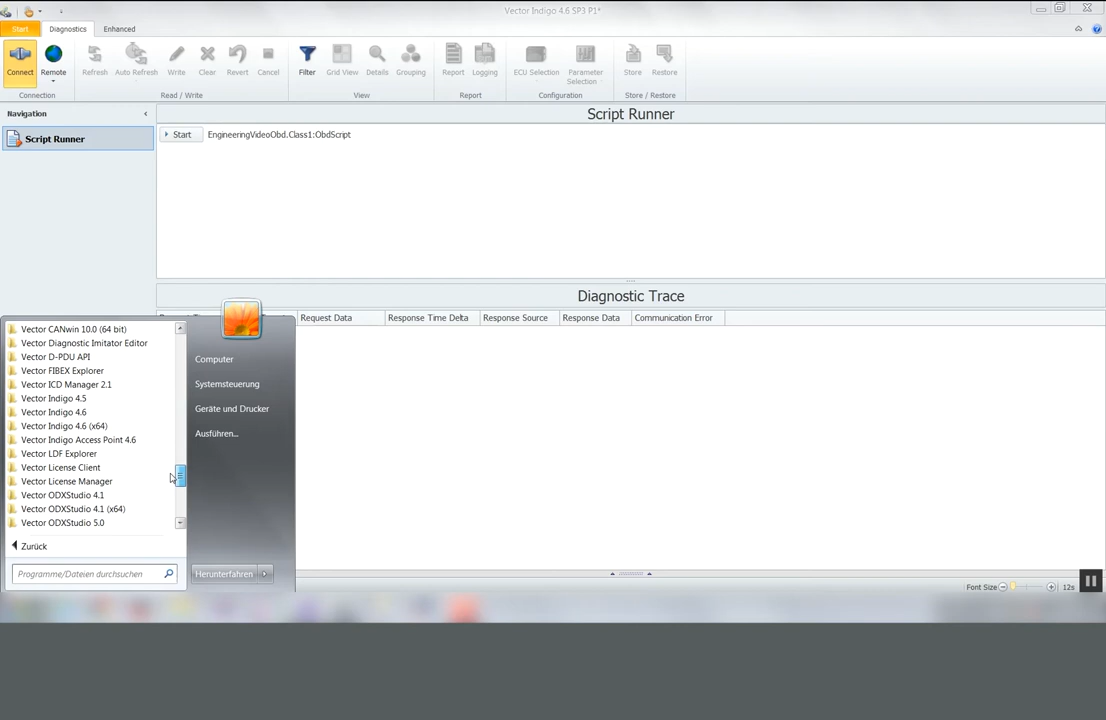 Vector Indigo 4.6 SP3 P1*
Start Diagnostics Enhanced
Connect Remote Refresh Auto Refresh Write Clear Revert Cancel Filter Grid View Details Grouping Report Logging ECU Selection Parameter Selection Store Restore
Connection Read / Write View Report Configuration Store / Restore
Navigation
Script Runner
Script Runner
Start EngineeringVideoObd.Class1:ObdScript
Diagnostic Trace
Request Data Response Time Delta Response Source Response Data Communication Error
Vector CANwin 10.0 (64 bit)
Vector Diagnostic Imitator Editor
Vector D-PDU API
Vector FIBEX Explorer
Vector ICD Manager 2.1
Vector Indigo 4.5
Vector Indigo 4.6
Vector Indigo 4.6 (x64)
Vector Indigo Access Point 4.6
Vector LDF Explorer
Vector License Client
Vector License Manager
Vector ODXStudio 4.1
Vector ODXStudio 4.1 (x64)
Vector ODXStudio 5.0
Zurück
Programme/Dateien durchsuchen
Computer
Systemsteuerung
Geräte und Drucker
Ausführen...
Herunterfahren
Font Size 12s